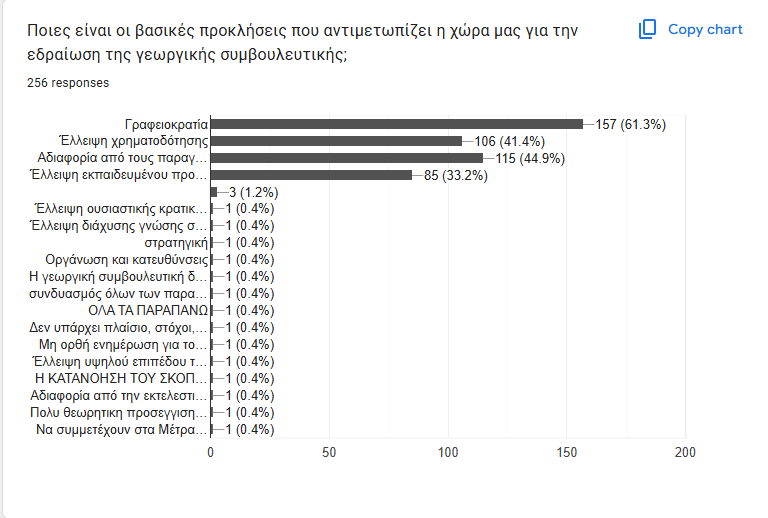 Ποιες είναι οι βασικές προκλήσεις που αντιμετωπίζει η χώρα μας για την
εδραίωση της γεωργικής συμβουλευτικής;
Copy chart
256 responses
Γραφειοκρατία 157 (61.3%)
Έλλειψη χρηματοδότησης 106 (41.4%)
Αδιαφορία από τους παραγ… 115 (44.9%)
Έλλειψη εκπαιδευμένου προ… 85 (33.2%)
3 (1.2%)
Έλλειψη ουσιαστικής κρατικ… 1 (0.4%)
Έλλειψη διάχυσης γνώσης σ… 1 (0.4%)
στρατηγική 1 (0.4%)
Οργάνωση και κατευθύνσεις 1 (0.4%)
Η γεωργική συμβουλευτική δ… 1 (0.4%)
συνδυασμός όλων των παρα… 1 (0.4%)
ΟΛΑ ΤΑ ΠΑΡΑΠΑΝΩ 1 (0.4%)
Δεν υπάρχει πλαίσιο, στόχοι,… 1 (0.4%)
Μη ορθή ενημέρωση για το… 1 (0.4%)
Έλλειψη υψηλού επιπέδου τ… 1 (0.4%)
Η ΚΑΤΑΝΟΗΣΗ ΤΟΥ ΣΚΟΠ… 1 (0.4%)
Αδιαφορία από την εκτελεστι… 1 (0.4%)
Πολυ θεωρητικη προσεγγιση… 1 (0.4%)
Να συμμετέχουν στα Μέτρα… 1 (0.4%)
0 50 100 150 200